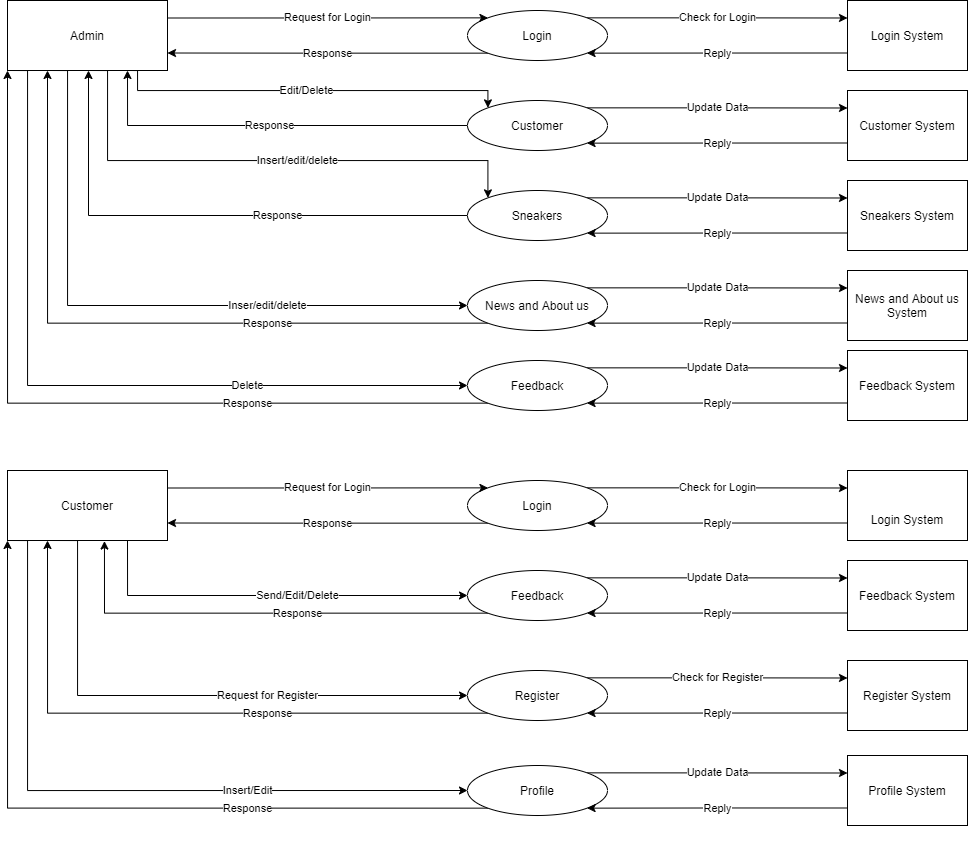 Admin
Request for Login
Login
Check for Login
Login System
Response
Reply
Edit/Delete
Customer
Update Data
Customer System
Response
Reply
Insert/edit/delete
Sneakers
Update Data
Sneakers System
Response
Reply
Inser/edit/delete
News and About us
Update Data
News and About us
System
Response
Reply
Delete
Feedback
Update Data
Feedback System
Response
Reply
Customer
Request for Login
Login
Check for Login
Login System
Response
Reply
Send/Edit/Delete
Feedback
Update Data
Feedback System
Response
Reply
Request for Register
Register
Check for Register
Register System
Response
Reply
Insert/Edit
Profile
Update Data
Profile System
Response
Reply